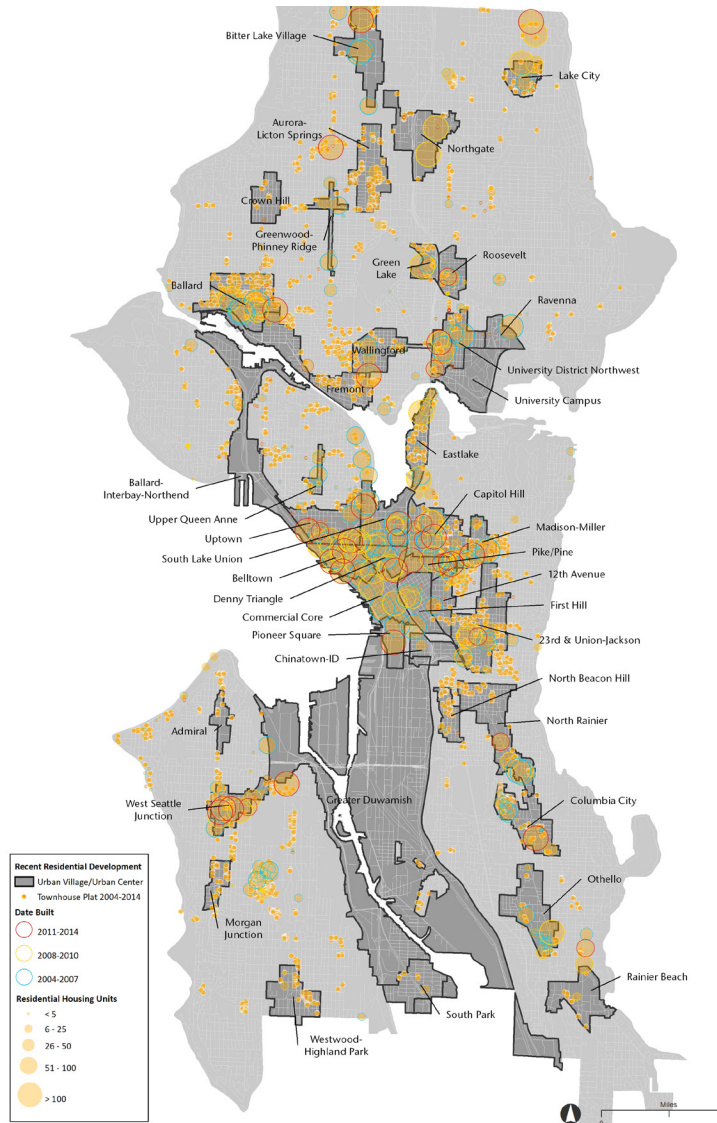 Bitter Lake Village
Lake City
Aurora-
Licton Springs
Northgate
Crown Hill
Greenwood-
Phinney Ridge
Green
Lake
Roosevelt
Ballard
Ravenna
Wallingford
University District Northwest
Fremont
University Campus
Eastlake
Ballard-
Interbay-Northend
Capitol Hill
Upper Queen Anne
Madison-Miller
Uptown
South Lake Union
Pike/Pine
Belltown
12th Avenue
Denny Triangle
First Hill
Commercial Core
Pioneer Square
23rd & Union-Jackson
Chinatown-ID
North Beacon Hill
North Rainier
Admiral
West Seattle
Junction
Greater Duwamish
Columbia City
Othello
Morgan
Junction
Rainier Beach
South Park
Westwood-
Highland Park
Recent Residential Development
Urban Village/Urban Center
Townhouse Plat 2004-2014
Date Built
2011-2014
2008-2010
2004-2007
Residential Housing Units
< 5
6 - 25
26 - 50
51 - 100
> 100
Miles